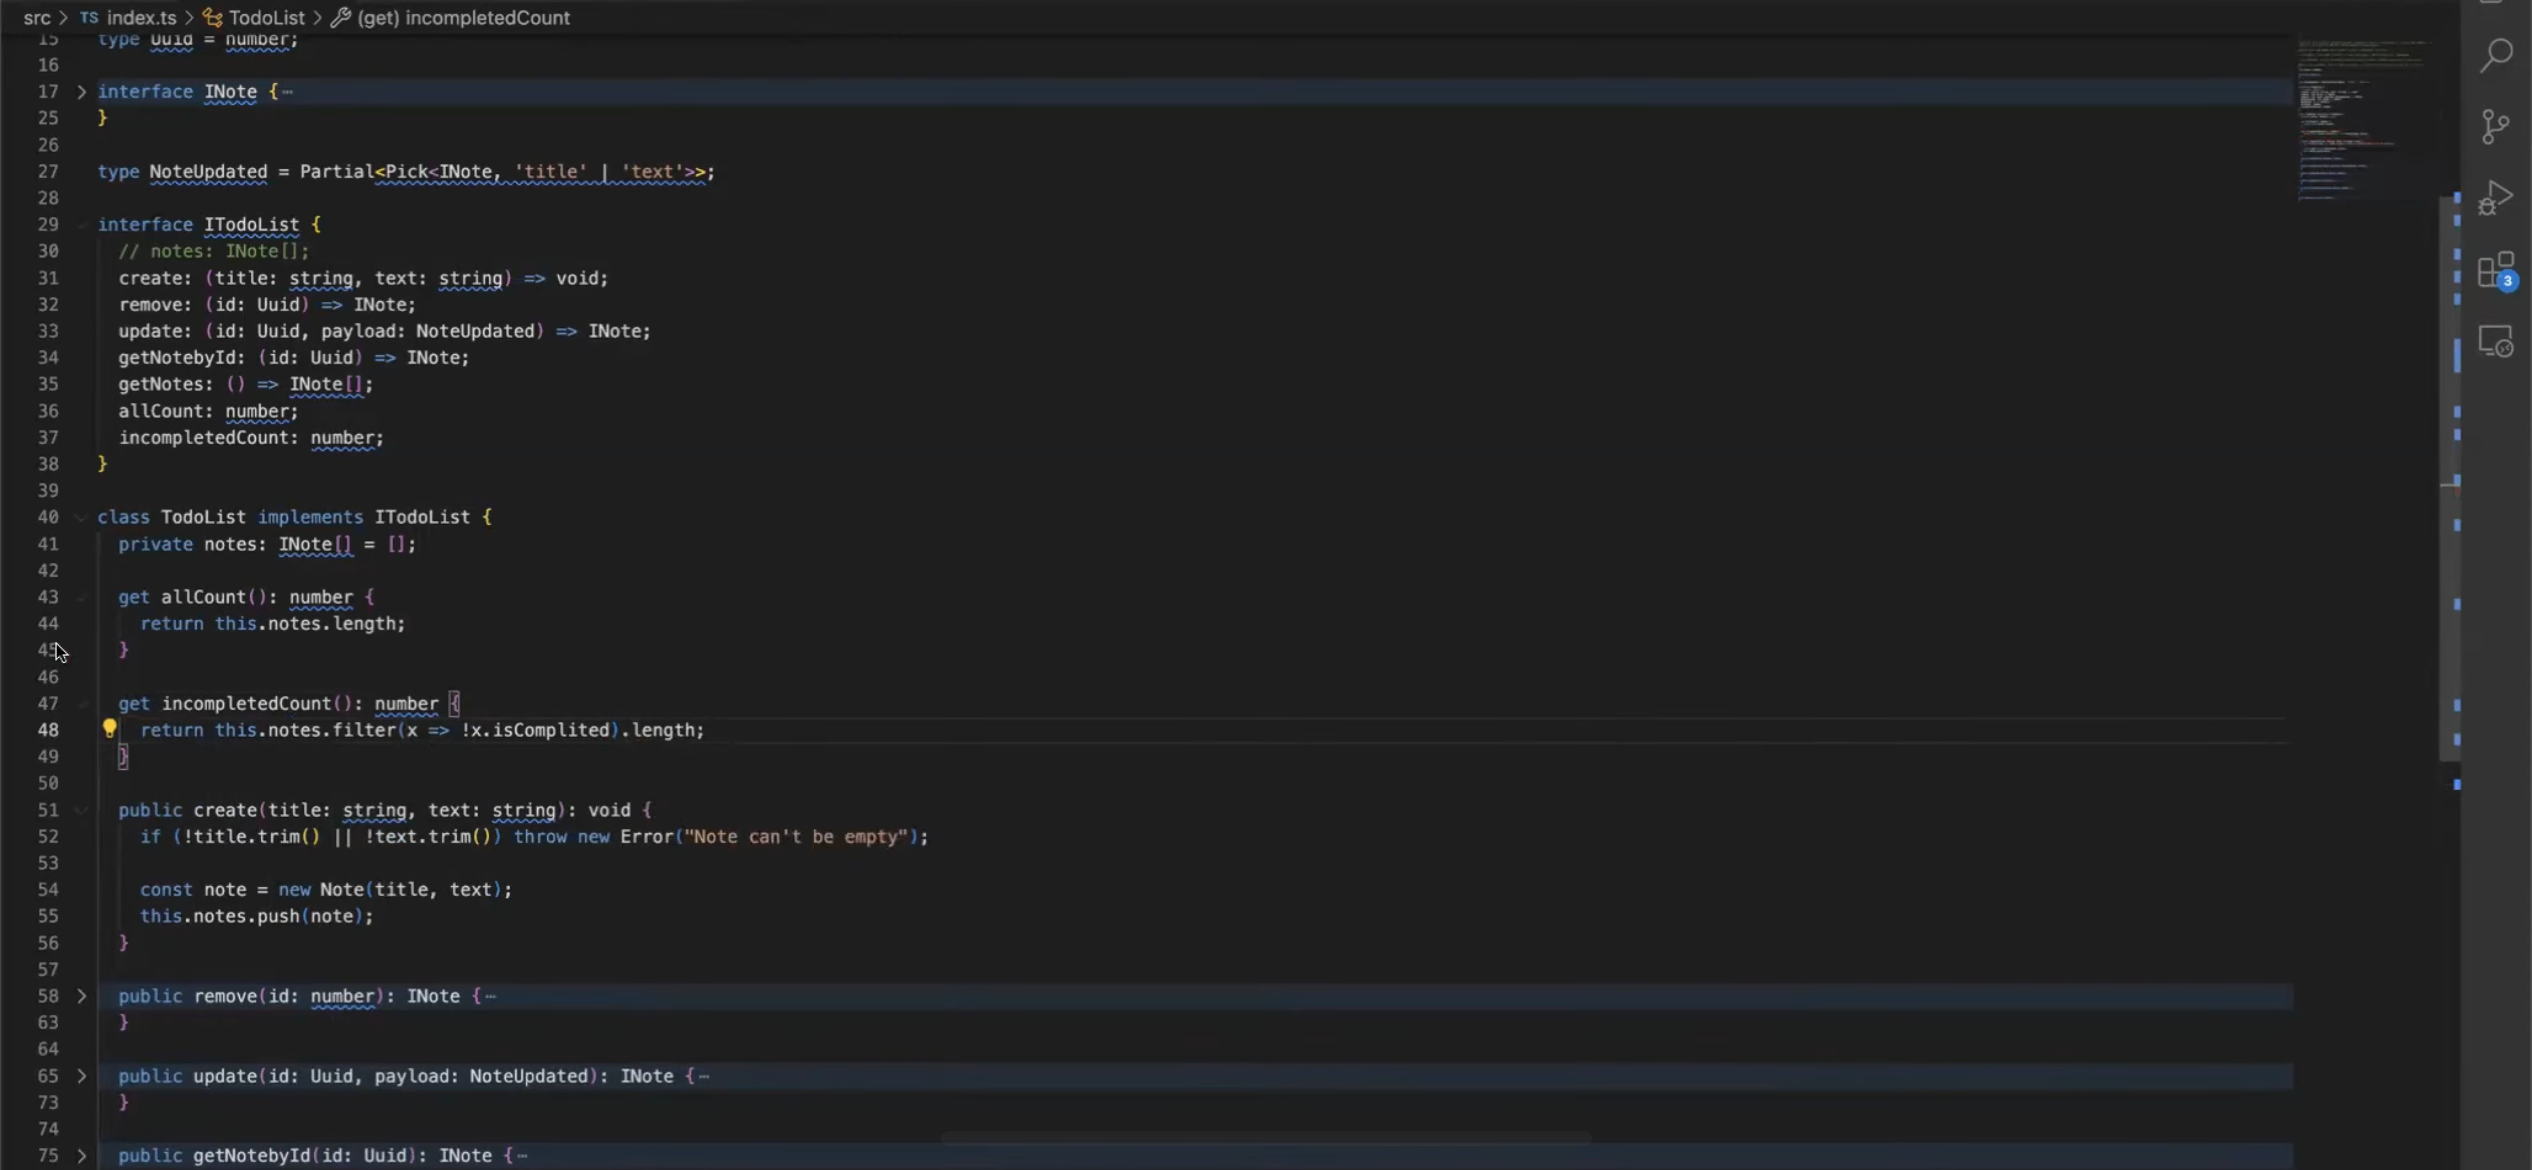 src > TS index.ts > TodoList > (get) incompletedCount
15 type Uuid = number;
16
17 interface INote { ⋯
25 }
26
27 type NoteUpdated = Partial<Pick<INote, 'title' | 'text'>>;
28
29 interface ITodoList {
30 // notes: INote[];
31 create: (title: string, text: string) => void;
32 remove: (id: Uuid) => INote;
33 update: (id: Uuid, payload: NoteUpdated) => INote;
34 getNotebyId: (id: Uuid) => INote;
35 getNotes: () => INote[];
36 allCount: number;
37 incompletedCount: number;
38 }
39
40 class TodoList implements ITodoList {
41 private notes: INote[] = [];
42
43 get allCount(): number {
44 return this.notes.length;
45 }
46
47 get incompletedCount(): number {
48 return this.notes.filter(x => !x.isComplited).length;
49 }
50
51 public create(title: string, text: string): void {
52 if (!title.trim() || !text.trim()) throw new Error("Note can't be empty");
53
54 const note = new Note(title, text);
55 this.notes.push(note);
56 }
57
58 public remove(id: number): INote { ⋯
63 }
64
65 public update(id: Uuid, payload: NoteUpdated): INote { ⋯
73 }
74
75 public getNotebyId(id: Uuid): INote { ⋯
3